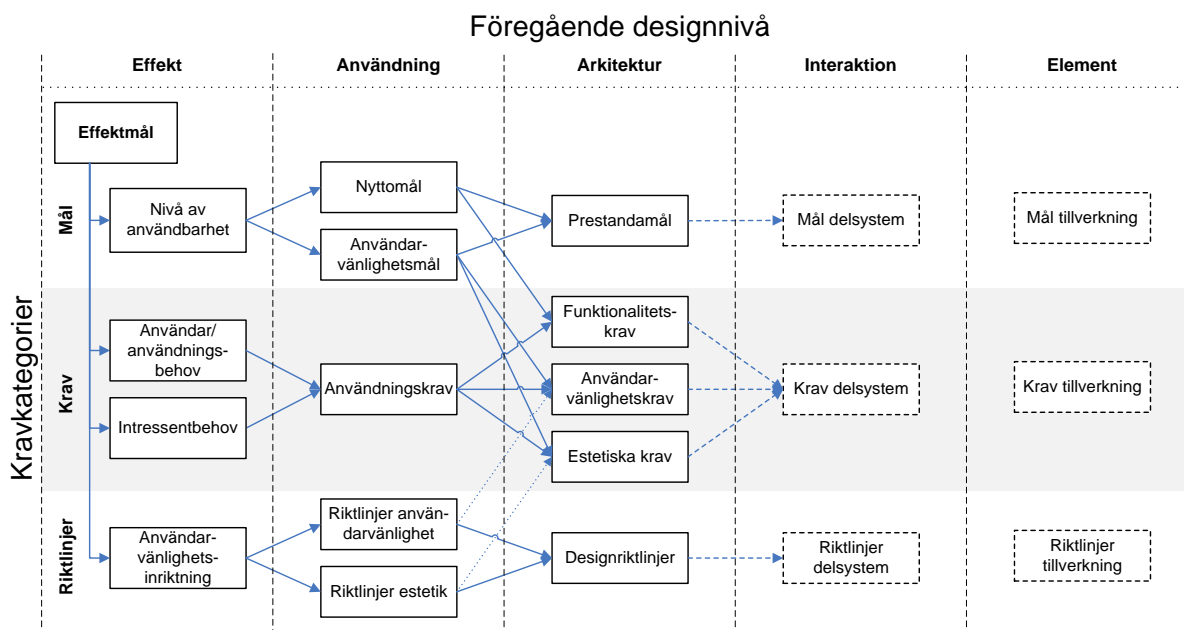 Föregående designnivå
Effekt
Användning
Arkitektur
Interaktion
Element
Kravkategorier
Mål
Krav
Riktlinjer
Effektmål
Nivå av
användbarhet
Användar/
användnings-
behov
Intressentbehov
Användar-
vänlighets-
inriktning
Nyttomål
Användar-
vänlighetsmål
Användningskrav
Riktlinjer använ-
darvänlighet
Riktlinjer estetik
Prestandamål
Funktionalitets-
krav
Användar-
vänlighetskrav
Estetiska krav
Designriktlinjer
Mål delsystem
Krav delsystem
Riktlinjer
delsystem
Mål tillverkning
Krav tillverkning
Riktlinjer
tillverkning